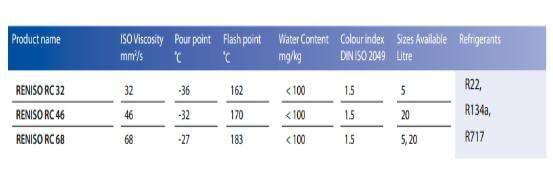 Product name ISO Viscosity Pour point Flash point Water Content Colour index Sizes Available Refrigerants
mm²/s °C °C mg/kg DIN ISO 2049 Litre
RENISO RC 32 32 -36 162 < 100 1.5 5 R22,
RENISO RC 46 46 -32 170 < 100 1.5 20 R134a,
RENISO RC 68 68 -27 183 < 100 1.5 5, 20 R717